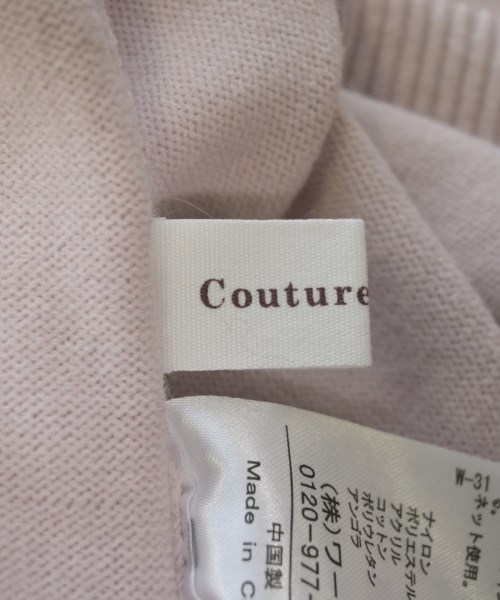 Couture
6.
ネット使用。
-31
ナイロン
ポリエステル
アクリル
コットン
ポリウレタン
アンゴラ
(株)ワー
0120-977-
中国製
Made in C